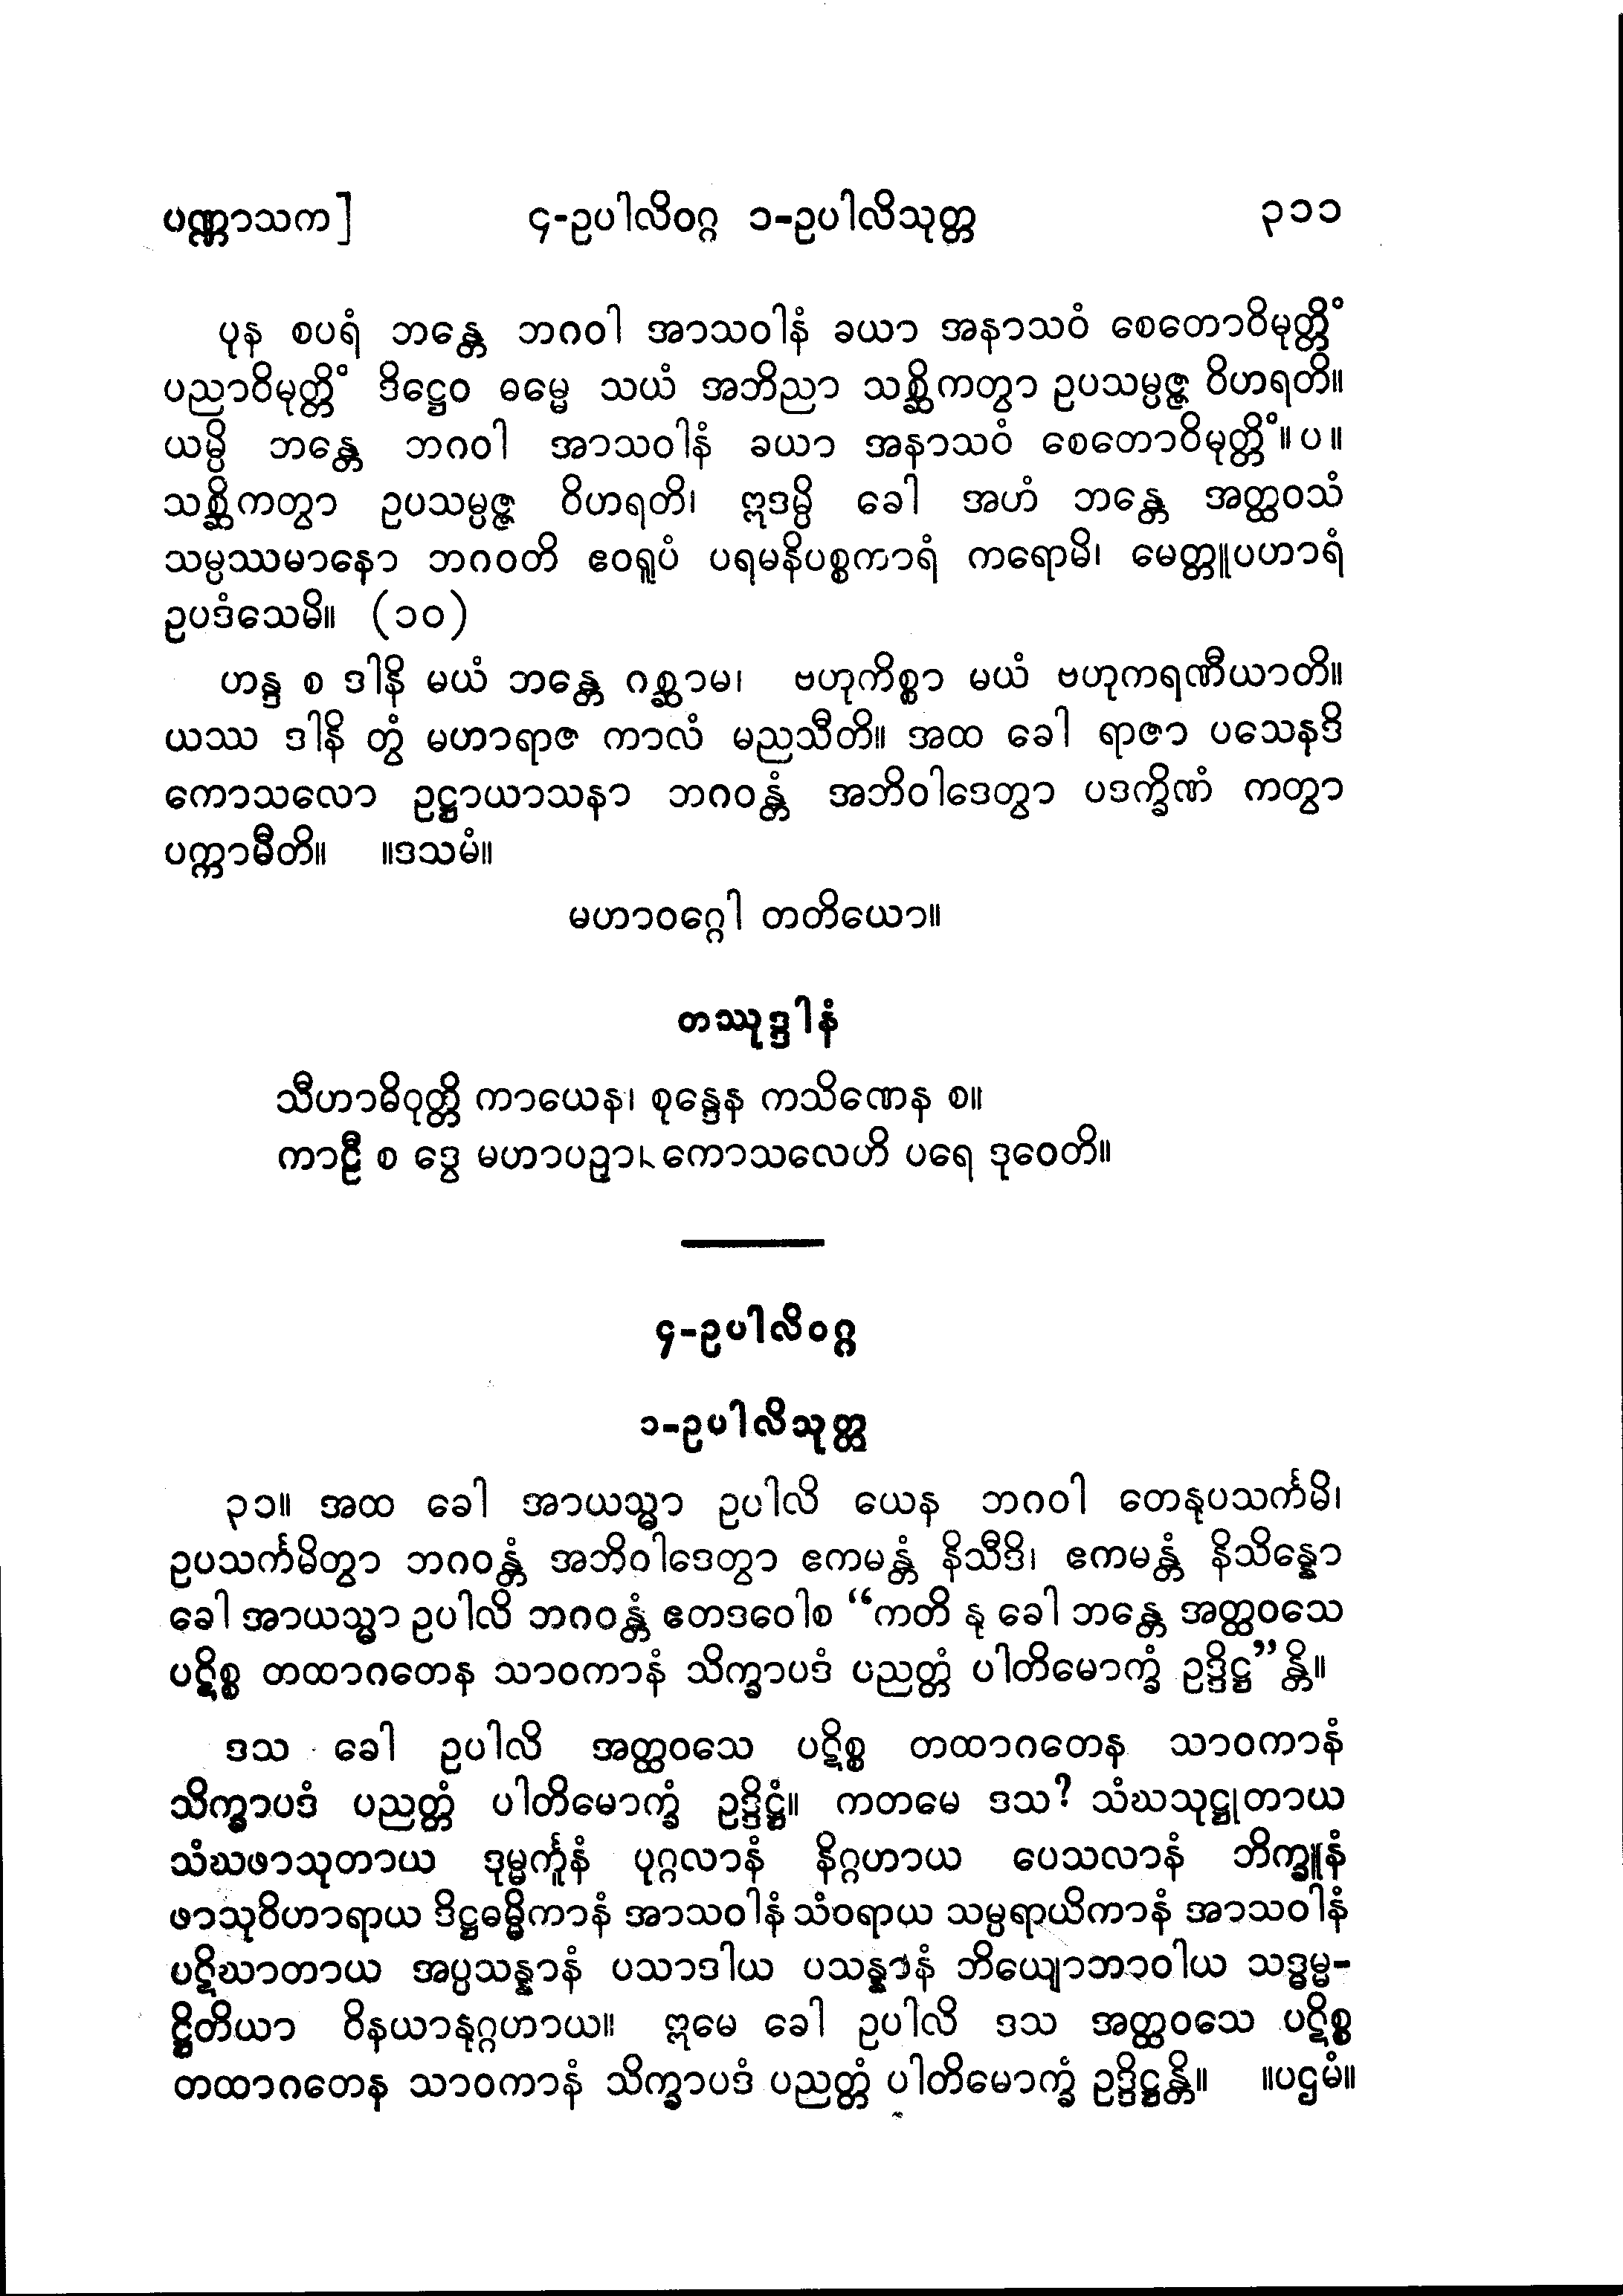 ပဏ္ဏာသက]	၄-ဥပါလိဝဂ္ဂ ၁-ဥပါလိသုတ္တ	၃၁၁
ပုန စပရံ ဘန္တေ ဘဂဝါ အာသဝါနံ ခယာ အနာသဝံ စေတောဝိမုတ္တိံ
ပညာဝိမုတ္တိံ ဒိဋ္ဌေဝ ဓမ္မေ သယံ အဘိညာ သစ္ဆိကတွာ ဥပသမ္ပဇ္ဇ ဝိဟရတိ။
ယမ္ပိ ဘန္တေ ဘဂဝါ အာသဝါနံ ခယာ အနာသဝံ စေတောဝိမုတ္တိံ။ပ။
သစ္ဆိကတွာ ဥပသမ္ပဇ္ဇ ဝိဟရတိ၊ ဣဒမ္ပိ ခေါ အဟံ ဘန္တေ အတ္ထဝသံ
သမ္ပဿမာနော ဘဂဝတိ ဧဝရူပံ ပရမနိပစ္စကာရံ ကရောမိ၊ မေတ္တူပဟာရံ
ဥပဒံသေမိ။ (၁၀)
ဟန္ဒ စ ဒါနိ မယံ ဘန္တေ ဂစ္ဆာမ၊ ဗဟုကိစ္စာ မယံ ဗဟုကရဏီယာတိ။
ယဿ ဒါနိ တွံ မဟာရာဇ ကာလံ မညသီတိ။ အထ ခေါ ရာဇာ ပသေနဒိ
ကောသလော ဥဋ္ဌာယာသနာ ဘဂဝန္တံ အဘိဝါဒေတွာ ပဒက္ခိဏံ ကတွာ
ပက္ကာမီတိ။ ။ဒသမံ။
မဟာဝဂ္ဂေါ တတိယော။
တဿုဒ္ဒါနံ
သီဟာဓိဝုတ္တိ ကာယေန၊ စုန္ဒေန ကသိဏေန စ။
ကာဠီ စ ဒွေ မဟာပဉှာ၊ ကောသလေဟိ ပရေ ဒုဝေတိ။
၄-ဥပါလိဝဂ္ဂ
၁-ဥပါလိသုတ္တ
၃၁။ အထ ခေါ အာယသ္မာ ဥပါလိ ယေန ဘဂဝါ တေနုပသင်္ကမိ၊
ဥပသင်္ကမိတွာ ဘဂဝန္တံ အဘိဝါဒေတွာ ဧကမန္တံ နိသီဒိ၊ ဧကမန္တံ နိသိန္နော
ခေါ အာယသ္မာ ဥပါလိ ဘဂဝန္တံ ဧတဒဝေါစ “ကတိ နု ခေါ ဘန္တေ အတ္ထဝသေ
ပဋိစ္စ တထာဂတေန သာဝကာနံ သိက္ခာပဒံ ပညတ္တံ ပါတိမောက္ခံ ဥဒ္ဒိဋ္ဌ”န္တိ။
ဒသ ခေါ ဥပါလိ အတ္ထဝသေ ပဋိစ္စ တထာဂတေန သာဝကာနံ
သိက္ခာပဒံ ပညတ္တံ ပါတိမောက္ခံ ဥဒ္ဒိဋ္ဌံ။ ကတမေ ဒသ? သံဃသုဋ္ဌုတာယ
သံဃဖာသုတာယ ဒုမ္မင်္ကူနံ ပုဂ္ဂလာနံ နိဂ္ဂဟာယ ပေသလာနံ ဘိက္ခူနံ
ဖာသုဝိဟာရာယ ဒိဋ္ဌဓမ္မိကာနံ အာသဝါနံ သံဝရာယ သမ္ပရာယိကာနံ အာသဝါနံ
ပဋိဃာတာယ အပ္ပသန္နာနံ ပသာဒါယ ပသန္နာနံ ဘိယျောဘာဝါယ သဒ္ဓမ္မ-
ဋ္ဌိတိယာ ဝိနယာနုဂ္ဂဟာယ။ ဣမေ ခေါ ဥပါလိ ဒသ အတ္ထဝသေ ပဋိစ္စ
တထာဂတေန သာဝကာနံ သိက္ခာပဒံ ပညတ္တံ ပါတိမောက္ခံ ဥဒ္ဒိဋ္ဌန္တိ။ ။ပဌမံ။